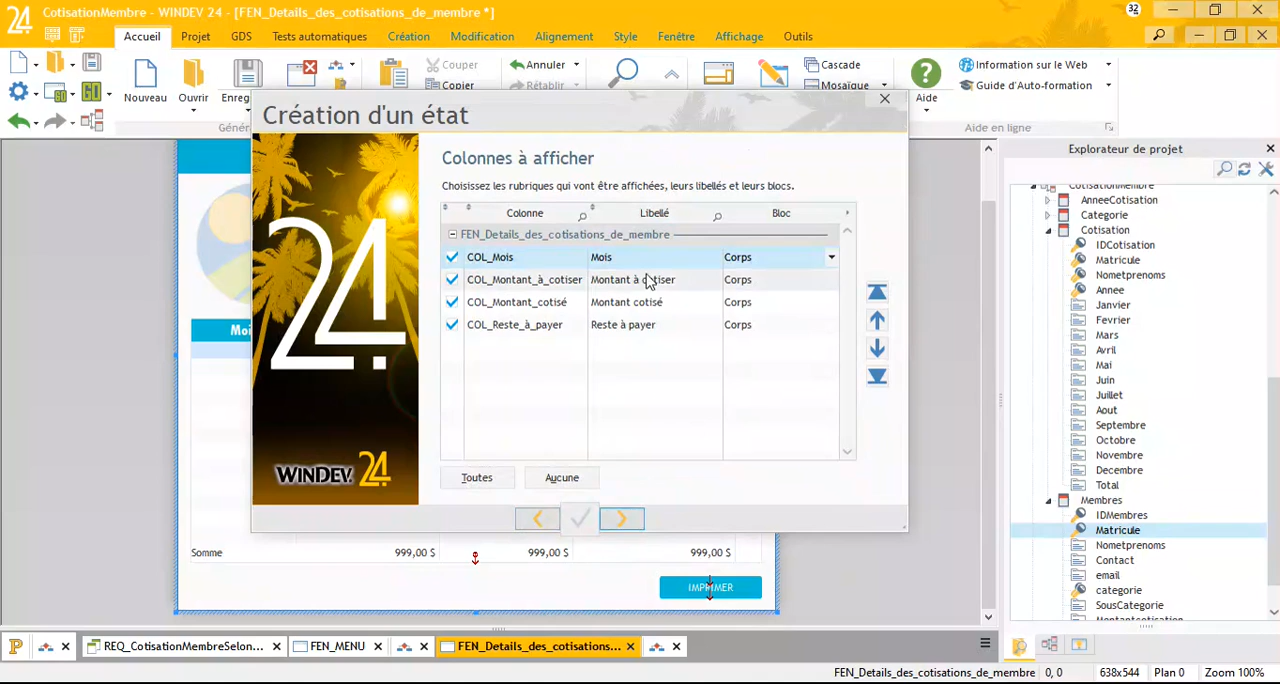 CotisationMembre - WINDEV 24 - [FEN_Details_des_cotisations_de_membre *]
32
Accueil Projet GDS Tests automatiques Création Modification Alignement Style Fenêtre Affichage Outils
Nouveau Ouvrir Enreg
Couper
Copier
Annuler
Rétablir
Cascade
Mosaïque
Aide
Information sur le Web
Guide d'Auto-formation
Aide en ligne
Génér
Création d'un état
Colonnes à afficher
Choisissez les rubriques qui vont être affichées, leurs libellés et leurs blocs.
Colonne Libellé Bloc
FEN_Details_des_cotisations_de_membre
COL_Mois Mois Corps
COL_Montant_à_cotiser Montant à cotiser Corps
COL_Montant_cotisé Montant cotisé Corps
COL_Reste_à_payer Reste à payer Corps
Toutes Aucune
24
WINDEV 24
Moi
Somme 999,00 $ 999,00 $ 999,00 $
IMPRIMER
Explorateur de projet
CotisationMembre
AnneeCotisation
Categorie
Cotisation
IDCotisation
Matricule
Nometprenoms
Annee
Janvier
Fevrier
Mars
Avril
Mai
Juin
Juillet
Aout
Septembre
Octobre
Novembre
Decembre
Total
Membres
IDMembres
Matricule
Nometprenoms
Contact
email
categorie
SousCategorie
Montantcotisation
REQ_CotisationMembreSelon... FEN_MENU FEN_Details_des_cotisations...
FEN_Details_des_cotisations_de_membre 0, 0 638x544 Plan 0 Zoom 100%